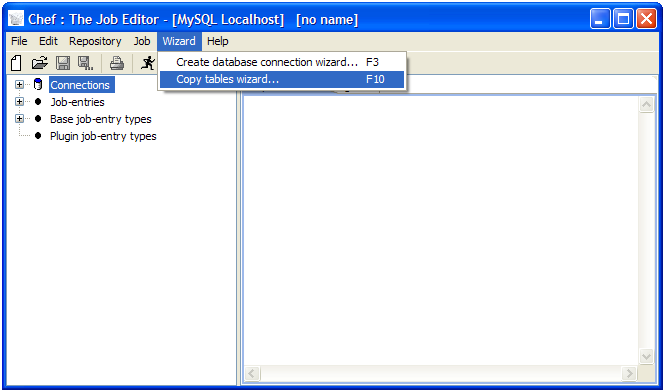 Chef : The Job Editor - [MySQL Localhost] [no name]
File Edit Repository Job Wizard Help
Create database connection wizard... F3
Copy tables wizard... F10
Connections
Job-entries
Base job-entry types
Plugin job-entry types